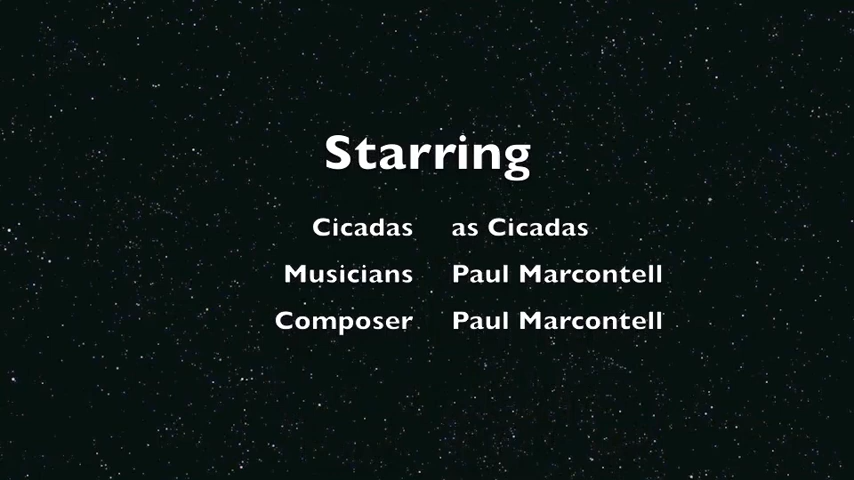 Starring
Cicadas as Cicadas
Musicians Paul Marcontell
Composer Paul Marcontell